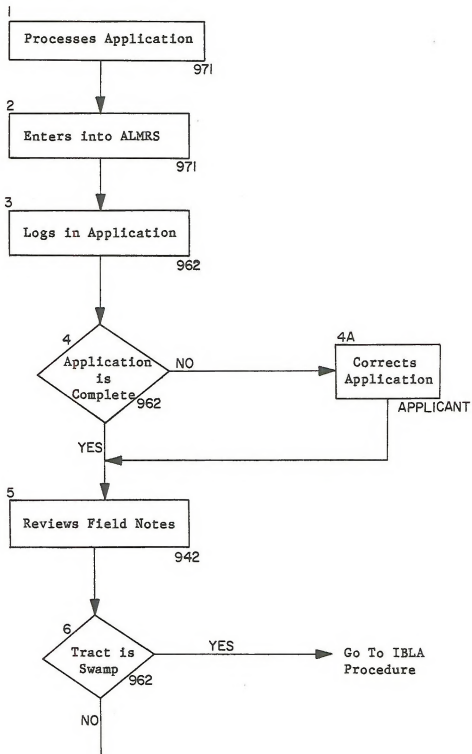 1
Processes Application
971
2
Enters into ALMRS
971
3
Logs in Application
962
4
Application
is
Complete
962
NO
4A
Corrects
Application
APPLICANT
YES
5
Reviews Field Notes
942
6
Tract is
Swamp
962
YES
Go To IBLA
Procedure
NO